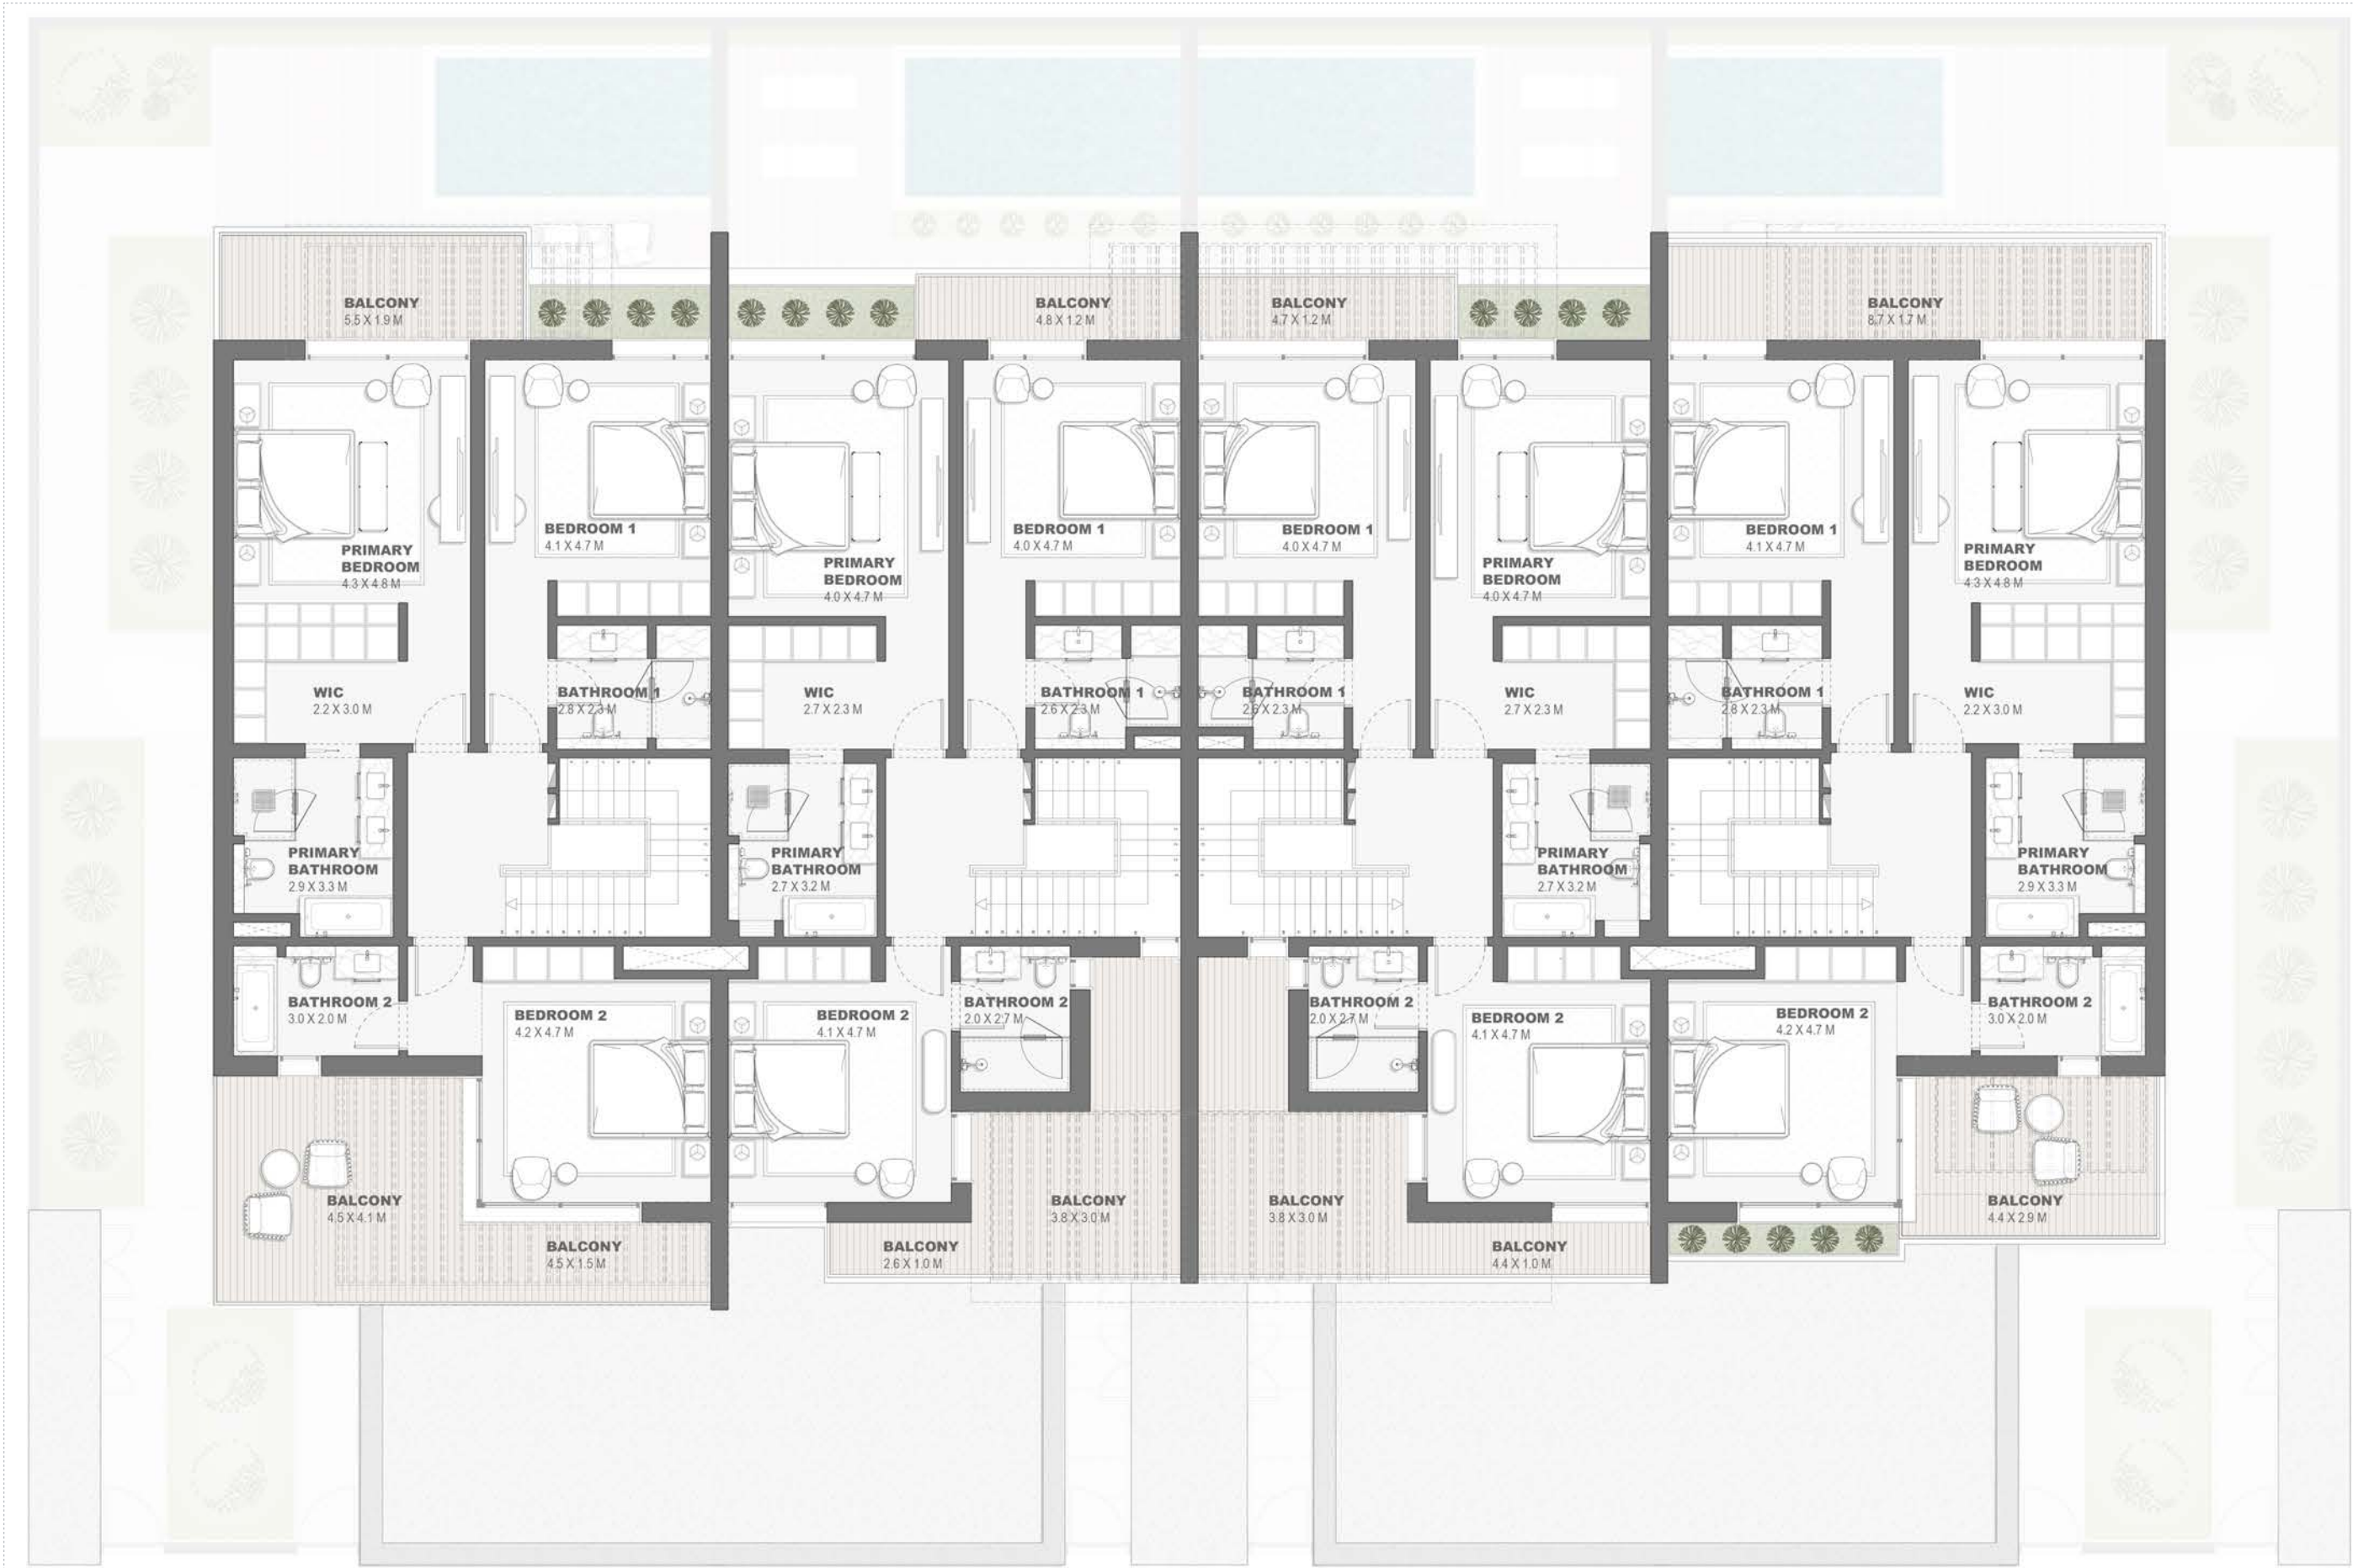 BALCONY
5.5 X 1.9 M
BALCONY
4.8 X 1.2 M
BALCONY
4.7 X 1.2 M
BALCONY
8.7 X 1.7 M
PRIMARY
BEDROOM
4.3 X 4.8 M
BEDROOM 1
4.1 X 4.7 M
PRIMARY
BEDROOM
4.0 X 4.7 M
BEDROOM 1
4.0 X 4.7 M
BEDROOM 1
4.0 X 4.7 M
PRIMARY
BEDROOM
4.0 X 4.7 M
BEDROOM 1
4.1 X 4.7 M
PRIMARY
BEDROOM
4.3 X 4.8 M
WIC
2.2 X 3.0 M
BATHROOM 1
2.8 X 2.3 M
WIC
2.7 X 2.3 M
BATHROOM 1
2.6 X 2.3 M
BATHROOM 1
2.6 X 2.3 M
WIC
2.7 X 2.3 M
BATHROOM 1
2.8 X 2.3 M
WIC
2.2 X 3.0 M
PRIMARY
BATHROOM
2.9 X 3.3 M
PRIMARY
BATHROOM
2.7 X 3.2 M
PRIMARY
BATHROOM
2.7 X 3.2 M
PRIMARY
BATHROOM
2.9 X 3.3 M
BATHROOM 2
3.0 X 2.0 M
BEDROOM 2
4.2 X 4.7 M
BEDROOM 2
4.1 X 4.7 M
BATHROOM 2
2.0 X 2.7 M
BATHROOM 2
2.0 X 2.7 M
BEDROOM 2
4.1 X 4.7 M
BEDROOM 2
4.2 X 4.7 M
BATHROOM 2
3.0 X 2.0 M
BALCONY
4.5 X 4.1 M
BALCONY
4.5 X 1.5 M
BALCONY
2.6 X 1.0 M
BALCONY
3.8 X 3.0 M
BALCONY
3.8 X 3.0 M
BALCONY
4.4 X 1.0 M
BALCONY
4.4 X 2.9 M